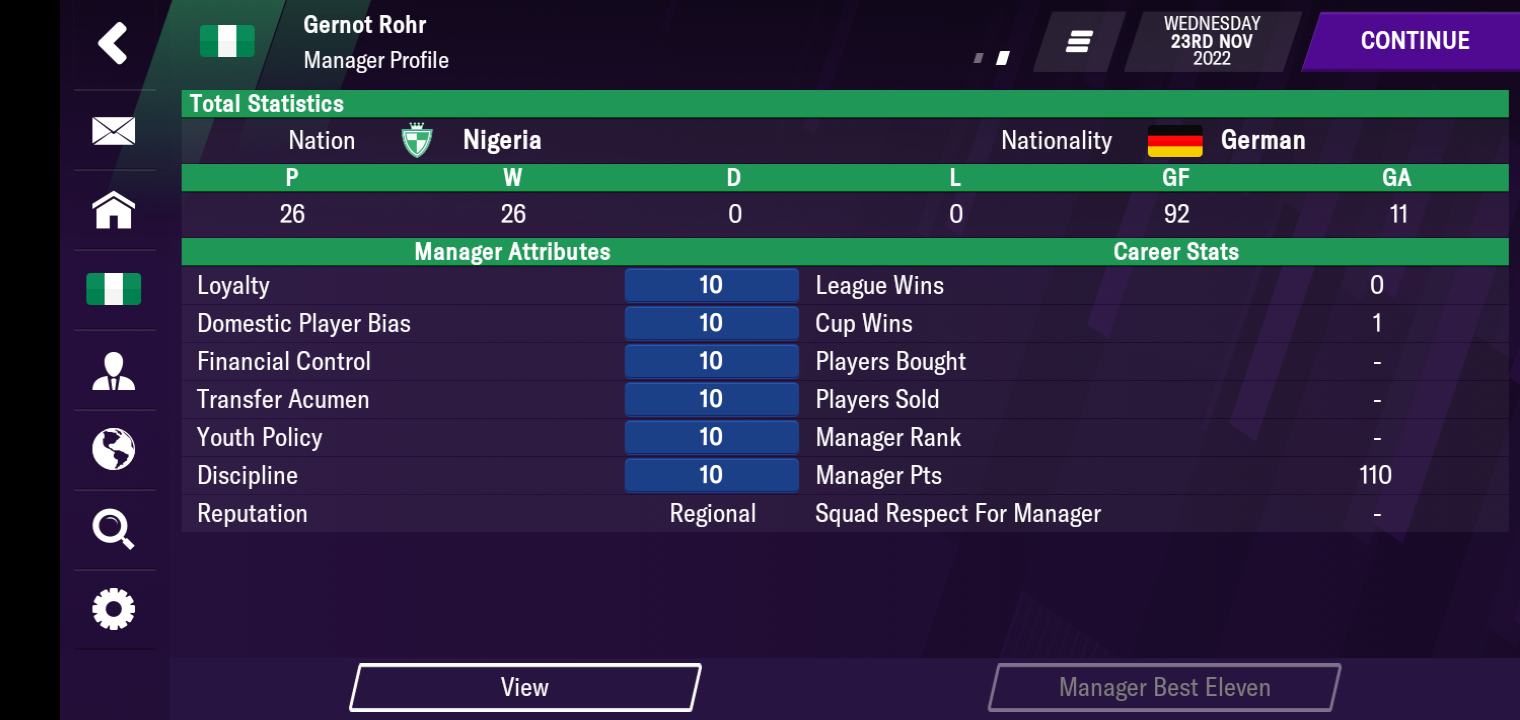 Gernot Rohr
Manager Profile
WEDNESDAY
23RD NOV
2022
CONTINUE
Total Statistics
Nation Nigeria Nationality German
P W D L GF GA
26 26 0 0 92 11
Manager Attributes Career Stats
Loyalty 10 League Wins 0
Domestic Player Bias 10 Cup Wins 1
Financial Control 10 Players Bought -
Transfer Acumen 10 Players Sold -
Youth Policy 10 Manager Rank -
Discipline 10 Manager Pts 110
Reputation Regional Squad Respect For Manager -
View Manager Best Eleven